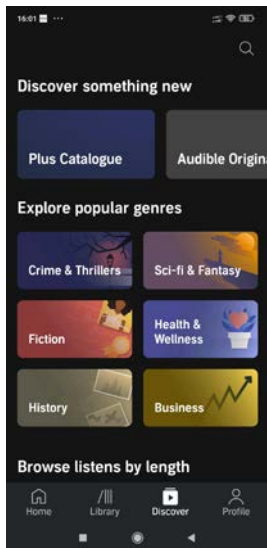 16:01
Discover something new
Plus Catalogue
Audible Origin
Explore popular genres
Crime & Thrillers
Sci-fi & Fantasy
Fiction
Health &
Wellness
History
Business
Browse listens by length
Home
Library
Discover
Profile